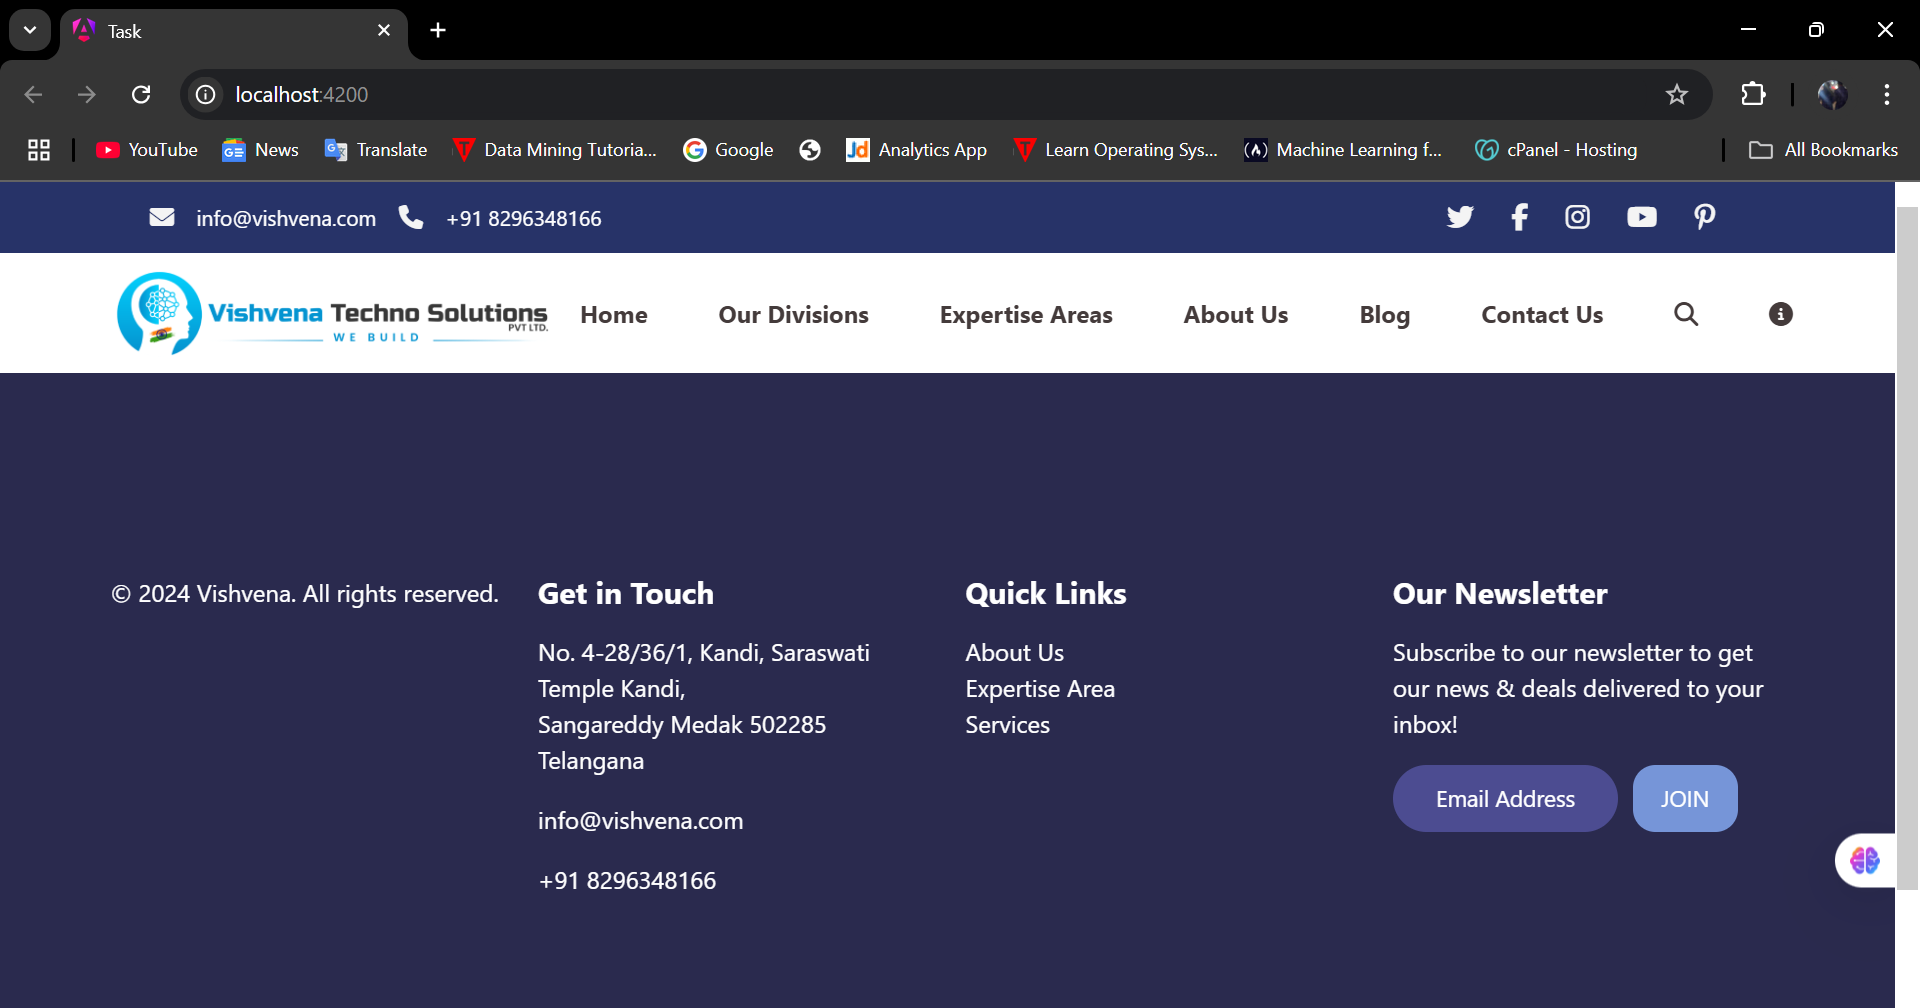 Task
localhost:4200
YouTube
News
Translate
Data Mining Tutoria...
Google
Analytics App
Learn Operating Sys...
Machine Learning f...
cPanel - Hosting
All Bookmarks
info@vishvena.com
+91 8296348166
Vishvena Techno Solutions
PVT LTD.
WE BUILD
Home
Our Divisions
Expertise Areas
About Us
Blog
Contact Us
© 2024 Vishvena. All rights reserved.
Get in Touch
No. 4-28/36/1, Kandi, Saraswati
Temple Kandi,
Sangareddy Medak 502285
Telangana
info@vishvena.com
+91 8296348166
Quick Links
About Us
Expertise Area
Services
Our Newsletter
Subscribe to our newsletter to get
our news & deals delivered to your
inbox!
Email Address
JOIN